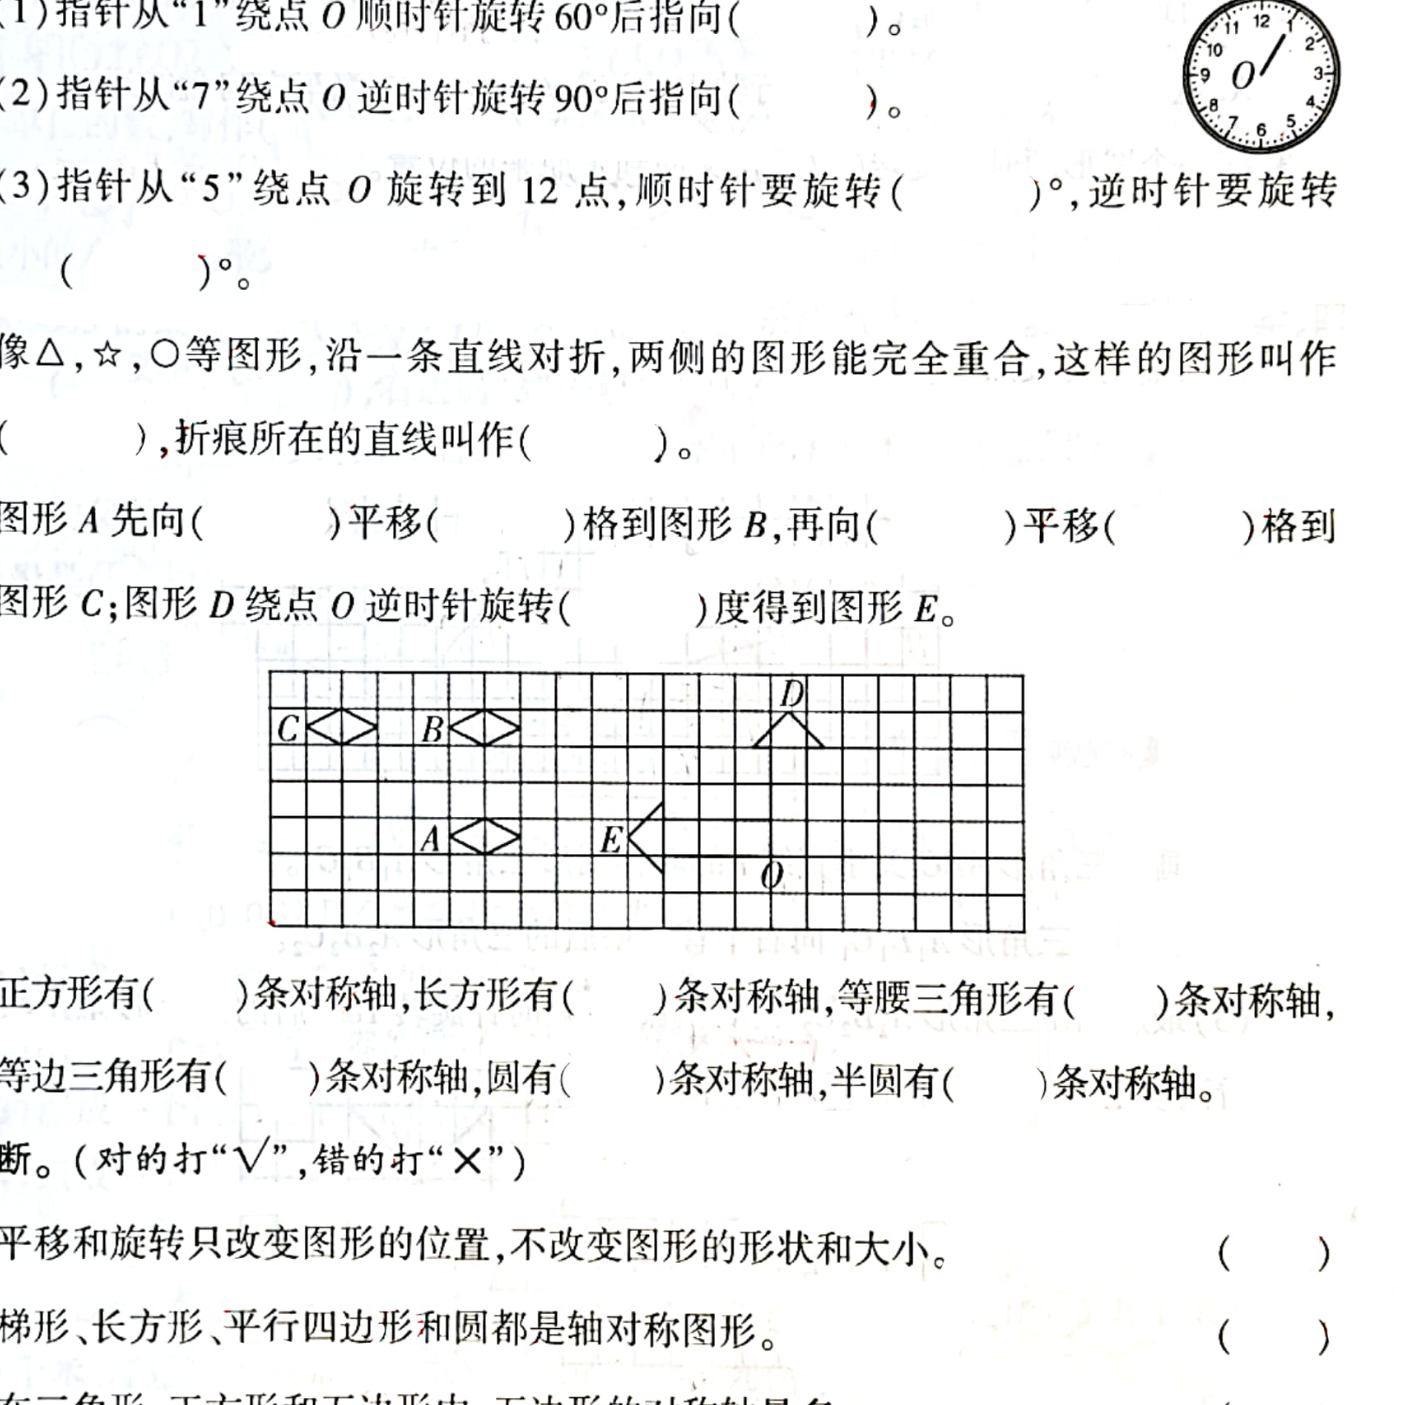 (1)指针从“1”绕点 O 顺时针旋转 60°后指向(　　)。
(2)指针从“7”绕点 O 逆时针旋转 90°后指向(　　)。
(3)指针从“5”绕点 O 旋转到 12 点,顺时针要旋转(　　)°,逆时针要旋转
(　　)°。
12
1
2
3
4
5
6
7
8
9
10
11
O
像△,☆,○等图形,沿一条直线对折,两侧的图形能完全重合,这样的图形叫作
(　　),折痕所在的直线叫作(　　)。
图形 A 先向(　　)平移(　　)格到图形 B,再向(　　)平移(　　)格到
图形 C;图形 D 绕点 O 逆时针旋转(　　)度得到图形 E。
D
C
B
A
E
O
正方形有(　　)条对称轴,长方形有(　　)条对称轴,等腰三角形有(　　)条对称轴,
等边三角形有(　　)条对称轴,圆有(　　)条对称轴,半圆有(　　)条对称轴。
断。(对的打“√”,错的打“×”)
平移和旋转只改变图形的位置,不改变图形的形状和大小。(　　)
梯形、长方形、平行四边形和圆都是轴对称图形。(　　)